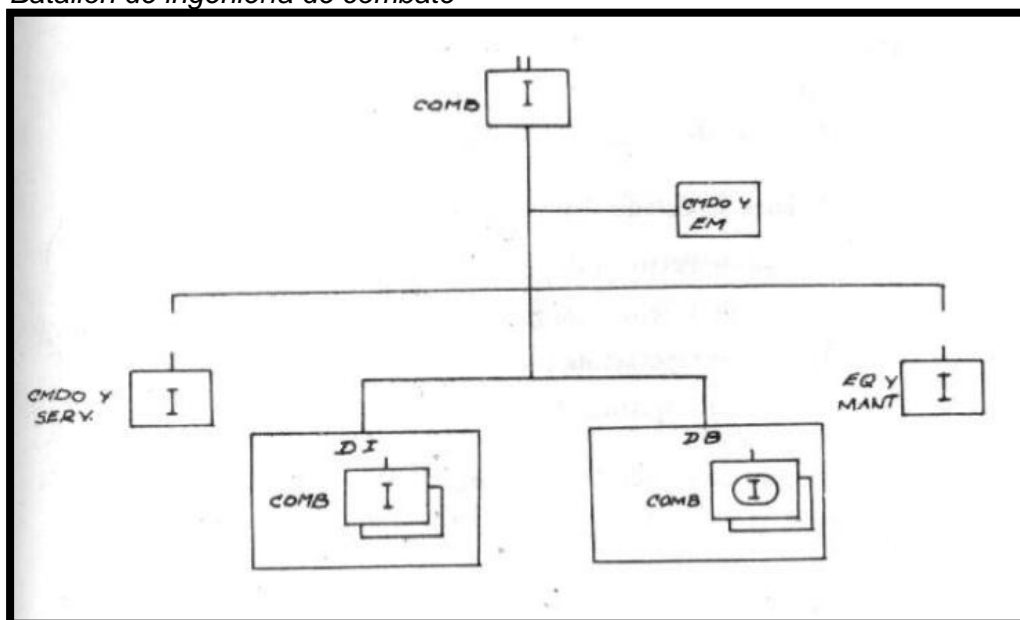 Batallón de ingeniería de combate
COMB
I
CMDO Y
EM
CMDO Y
SERV.
I
EQ Y
MANT
I
DI
COMB
I
DB
COMB
I